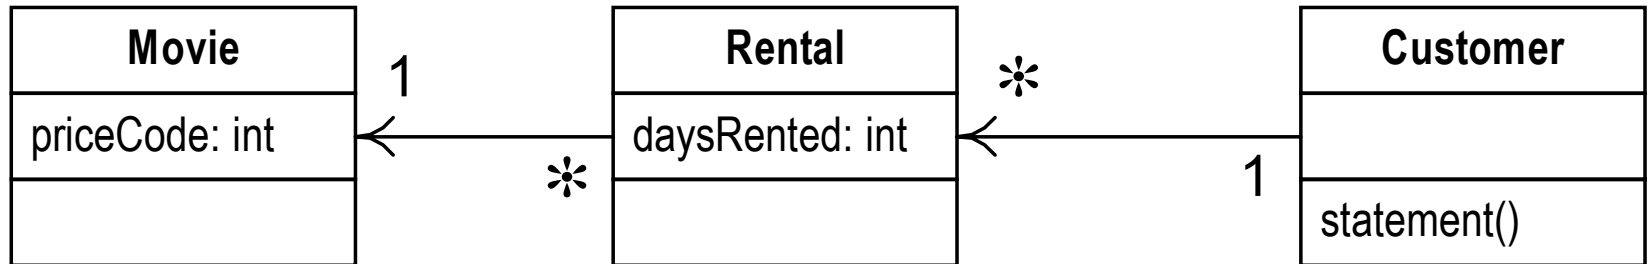 Movie
priceCode: int
1
*
Rental
daysRented: int
*
1
Customer
statement()